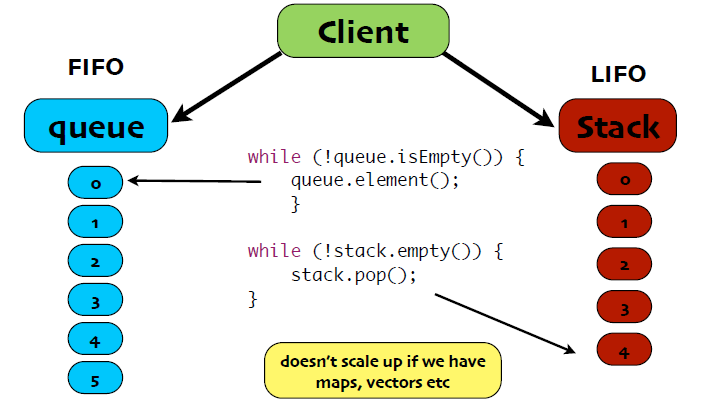 Client
FIFO
LIFO
queue
Stack
0
1
2
3
4
5
while (!queue.isEmpty()) {
queue.element();
}
while (!stack.empty()) {
stack.pop();
}
0
1
2
3
4
doesn't scale up if we have
maps, vectors etc